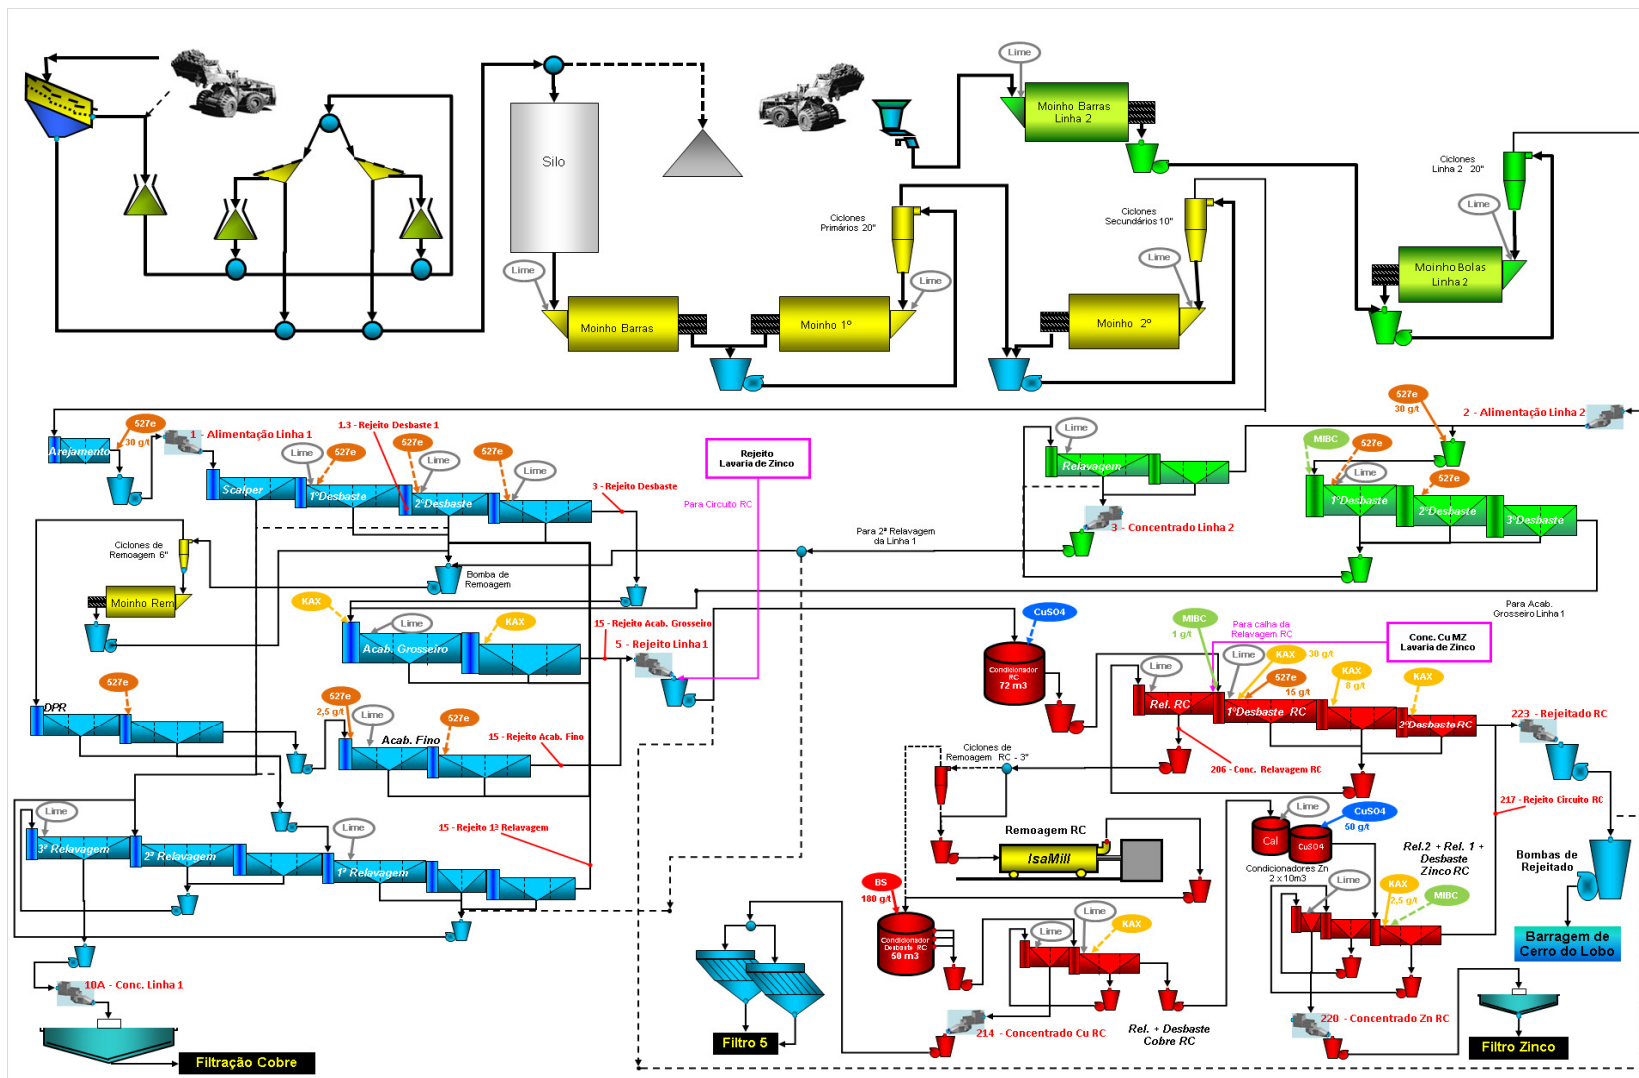 Lime
Moinho Barras
Linha 2
Silo
Ciclones
Linha 2 20"
Ciclones
Primários 20"
Ciclones
Secundários 10"
Lime
Lime
Lime
Lime
Moinho Bolas
Linha 2
Moinho Barras
Moinho 1º
Moinho 2º
527e
30 g/t
2 - Alimentação Linha 2
527e
30 g/t
1 - Alimentação Linha 1
Arejamento
1.3 - Rejeito Desbaste 1
527e
527e
527e
Lime
Lime
Lime
Scalper
1ºDesbaste
2ºDesbaste
3 - Rejeito Desbaste
Rejeito
Lavaria de Zinco
Para Circuito RC
Lime
Relavagem
MIBC
527e
Lime
527e
1ºDesbaste
2ºDesbaste
3ºDesbaste
3 - Concentrado Linha 2
Para 2ª Relavagem
da Linha 1
Ciclones de
Remoagem 6"
Bomba de
Remoagem
Moinho Rem
KAX
Lime
KAX
Acab. Grosseiro
15 - Rejeito Acab. Grosseiro
5 - Rejeito Linha 1
Para Acab.
Grosseiro Linha 1
CuSO4
Condicionador
RC
72 m3
MIBC
1 g/t
Para calha da
Relavagem RC
Conc. Cu MZ
Lavaria de Zinco
Lime
Lime
KAX
30 g/t
527e
15 g/t
KAX
8 g/t
KAX
Rel. RC
1ºDesbaste RC
2ºDesbaste RC
223 - Rejeitado RC
DPR
527e
527e
2,5 g/t
Lime
527e
Acab. Fino
15 - Rejeito Acab. Fino
Ciclones de
Remoagem RC - 3"
206 - Conc. Relavagem RC
217 - Rejeito Circuito RC
Lime
Lime
3ª Relavagem
2ª Relavagem
1ª Relavagem
15 - Rejeito 1ª Relavagem
Remoagem RC
IsaMill
Lime
CuSO4
50 g/t
Cal
CuSO4
Condicionadores Zn
2 x 10m3
Rel.2 + Rel. 1 +
Desbaste
Zinco RC
Bombas de
Rejeitado
BS
180 g/t
Condicionador
Desbaste RC
50 m3
Lime
Lime
KAX
Lime
KAX
2,5 g/t
MIBC
Barragem de
Cerro do Lobo
10A - Conc. Linha 1
Filtração Cobre
Filtro 5
214 - Concentrado Cu RC
Rel. + Desbaste
Cobre RC
220 - Concentrado Zn RC
Filtro Zinco